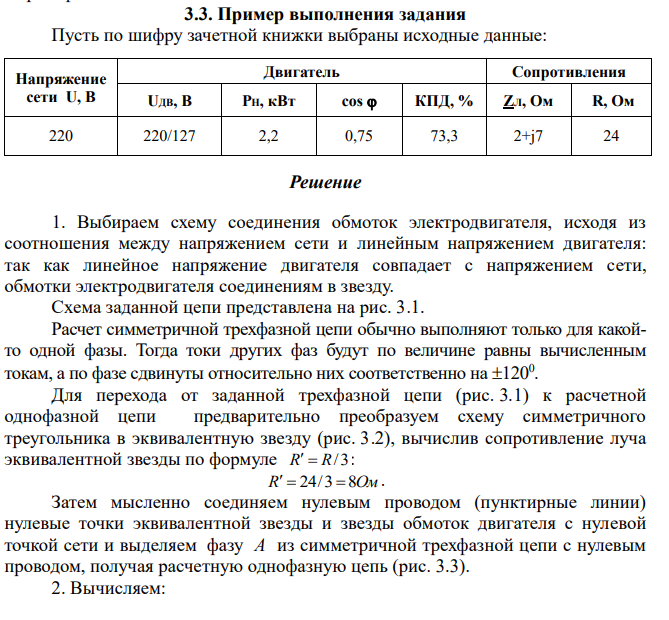 3.3. Пример выполнения задания
Пусть по шифру зачетной книжки выбраны исходные данные:
Напряжение сети U, В | Двигатель | Сопротивления
Uдв, В | Pн, кВт | cos φ | КПД, % | Zл, Ом | R, Ом
220 | 220/127 | 2,2 | 0,75 | 73,3 | 2+j7 | 24
Решение
1. Выбираем схему соединения обмоток электродвигателя, исходя из
соотношения между напряжением сети и линейным напряжением двигателя:
так как линейное напряжение двигателя совпадает с напряжением сети,
обмотки электродвигателя соединениям в звезду.
Схема заданной цепи представлена на рис. 3.1.
Расчет симметричной трехфазной цепи обычно выполняют только для какой-
то одной фазы. Тогда токи других фаз будут по величине равны вычисленным
токам, а по фазе сдвинуты относительно них соответственно на ±120⁰.
Для перехода от заданной трехфазной цепи (рис. 3.1) к расчетной
однофазной цепи предварительно преобразуем схему симметричного
треугольника в эквивалентную звезду (рис. 3.2), вычислив сопротивление луча
эквивалентной звезды по формуле R′ = R/3:
R′ = 24/3 = 8Ом.
Затем мысленно соединяем нулевым проводом (пунктирные линии)
нулевые точки эквивалентной звезды и звезды обмоток двигателя с нулевой
точкой сети и выделяем фазу A из симметричной трехфазной цепи с нулевым
проводом, получая расчетную однофазную цепь (рис. 3.3).
2. Вычисляем: